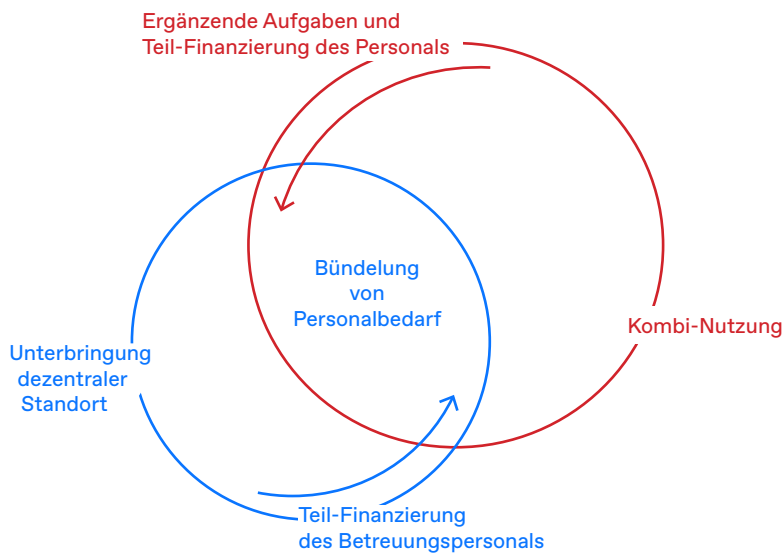 Ergänzende Aufgaben und
Teil-Finanzierung des Personals
Bündelung
von
Personalbedarf
Kombi-Nutzung
Unterbringung
dezentraler
Standort
Teil-Finanzierung
des Betreuungspersonals